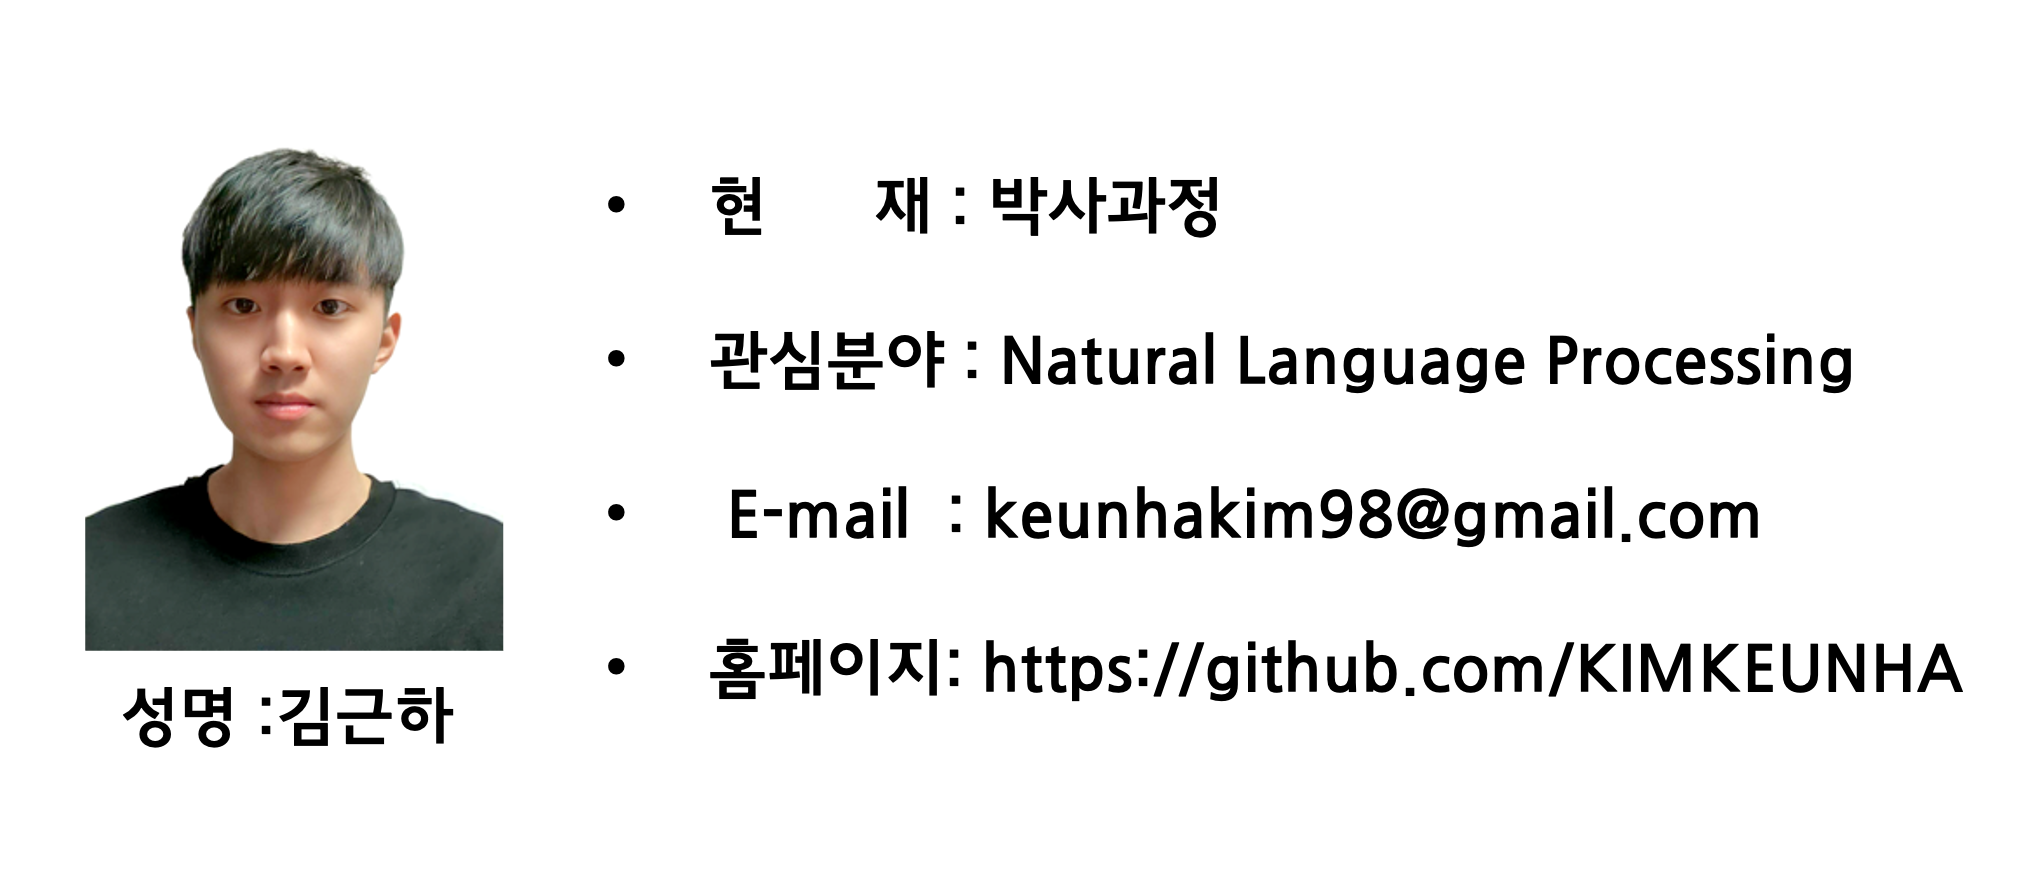 • 현 재 : 박사과정
• 관심분야 : Natural Language Processing
• E-mail : keunhakim98@gmail.com
• 홈페이지: https://github.com/KIMKEUNHA
성명 :김근하